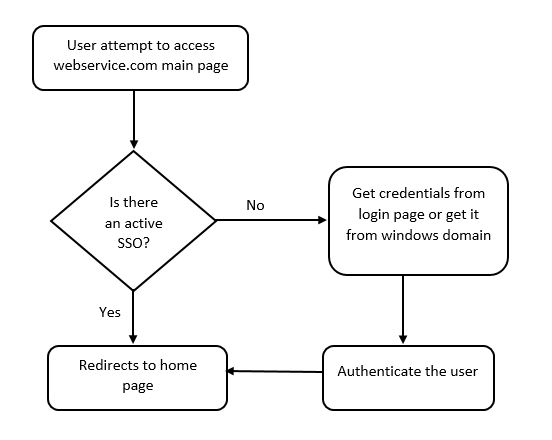 User attempt to access
webservice.com main page
Is there
an active
SSO?
No
Get credentials from
login page or get it
from windows domain
Yes
Redirects to home
page
Authenticate the user